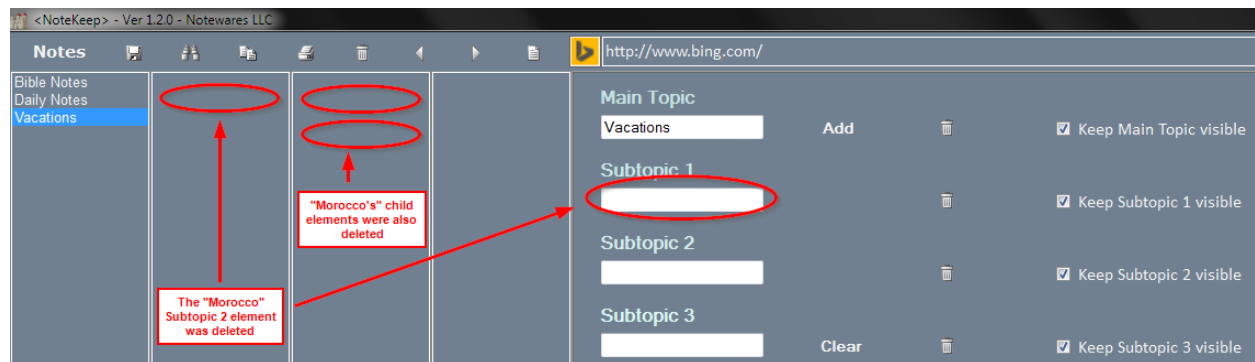 <NoteKeep> - Ver 1.2.0 - Notewares LLC
Notes
http://www.bing.com/
Bible Notes
Daily Notes
Vacations
Main Topic
Vacations
Add
Keep Main Topic visible
Subtopic 1
Keep Subtopic 1 visible
Subtopic 2
Keep Subtopic 2 visible
Subtopic 3
Clear
Keep Subtopic 3 visible
"Morocco's" child
elements were also
deleted
The "Morocco"
Subtopic 2 element
was deleted